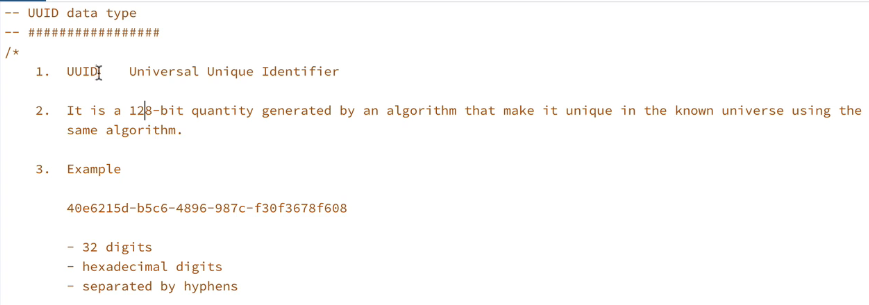 -- UUID data type
-- #################
/*
1. UUID Universal Unique Identifier
2. It is a 128-bit quantity generated by an algorithm that make it unique in the known universe using the
same algorithm.
3. Example
40e6215d-b5c6-4896-987c-f30f3678f608
- 32 digits
- hexadecimal digits
- separated by hyphens